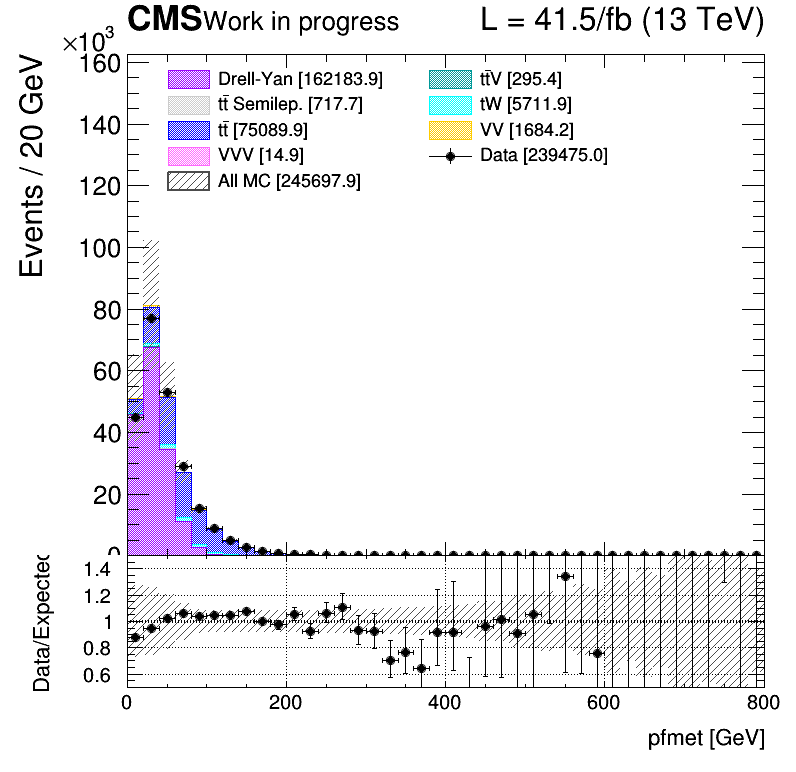 CMS Work in progress L = 41.5/fb (13 TeV)
×10³
Events / 20 GeV
160
140
120
100
80
60
40
20
0
Drell-Yan [162183.9]
tt̄ Semilep. [717.7]
tt̄ [75089.9]
VVV [14.9]
All MC [245697.9]
tt̄V [295.4]
tW [5711.9]
VV [1684.2]
Data [239475.0]
Data/Expected
1.4
1.2
1
0.8
0.6
0 200 400 600 800
pfmet [GeV]